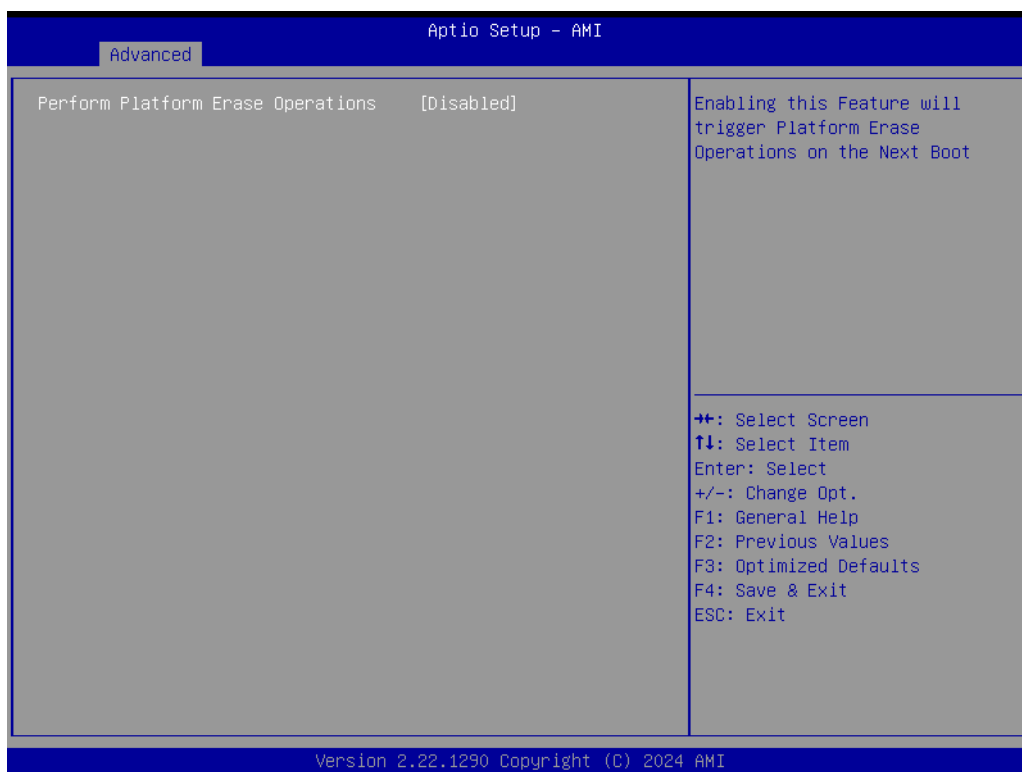 Aptio Setup - AMI
Advanced
Perform Platform Erase Operations [Disabled]
Enabling this Feature will
trigger Platform Erase
Operations on the Next Boot
→←: Select Screen
↑↓: Select Item
Enter: Select
+/-: Change Opt.
F1: General Help
F2: Previous Values
F3: Optimized Defaults
F4: Save & Exit
ESC: Exit
Version 2.22.1290 Copyright (C) 2024 AMI